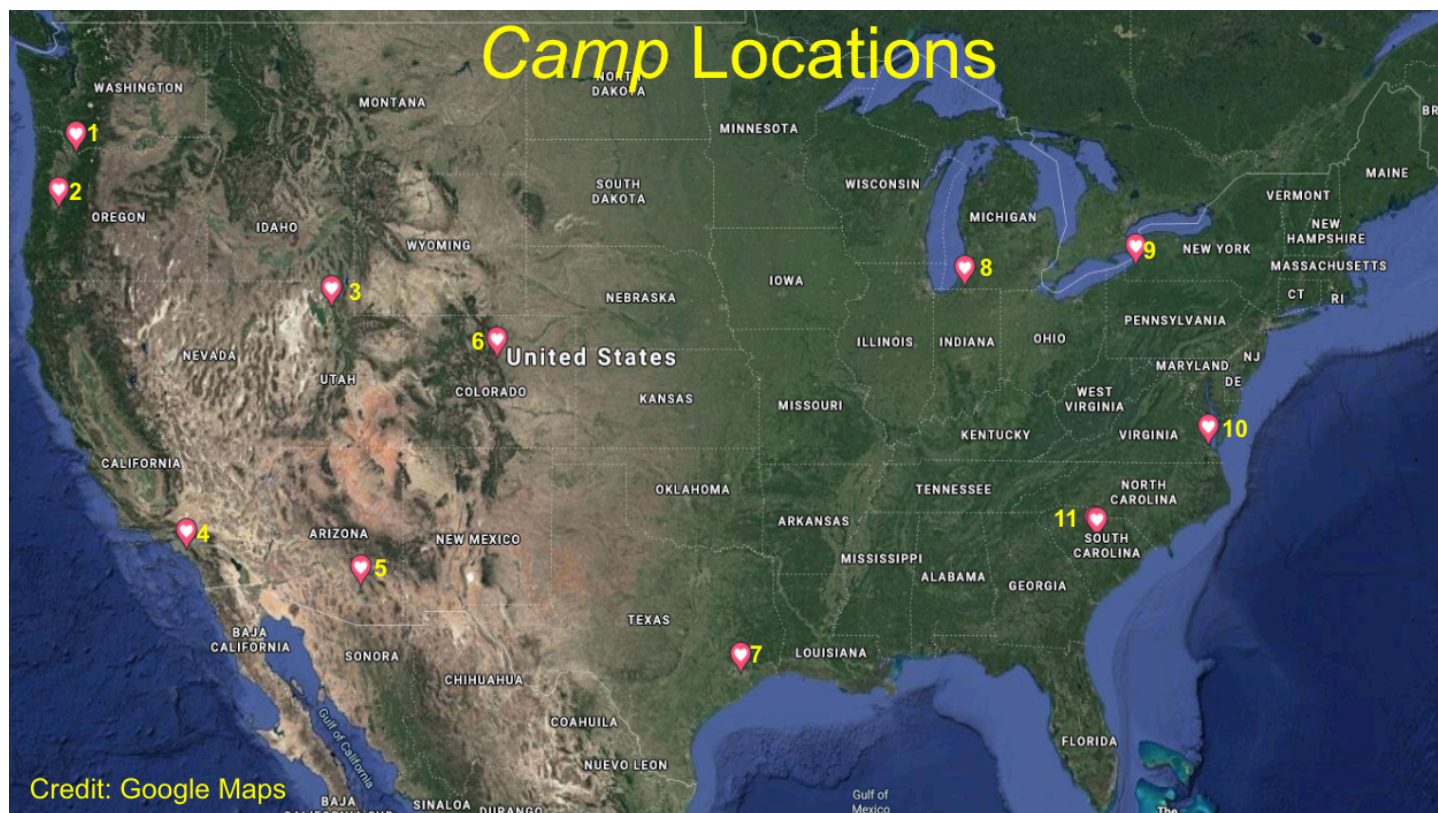 Camp Locations
NORTH
DAKOTA
WASHINGTON
MONTANA
MINNESOTA
BR
1
MAINE
SOUTH
DAKOTA
WISCONSIN
2
VERMONT
OREGON
IDAHO
MICHIGAN
NEW
HAMPSHIRE
WYOMING
9
NEW YORK
8
MASSACHUSETTS
3
IOWA
NEBRASKA
CT
RI
PENNSYLVANIA
6
ILLINOIS
INDIANA
OHIO
NEVADA
United States
NJ
MARYLAND
UTAH
DE
COLORADO
KANSAS
WEST
VIRGINIA
MISSOURI
10
KENTUCKY
VIRGINIA
CALIFORNIA
OKLAHOMA
TENNESSEE
NORTH
CAROLINA
4
ARIZONA
NEW MEXICO
ARKANSAS
11
SOUTH
CAROLINA
MISSISSIPPI
5
ALABAMA
GEORGIA
TEXAS
BAJA
CALIFORNIA
SONORA
7
LOUISIANA
CHIHUAHUA
COAHUILA
Gulf of California
FLORIDA
NUEVO LEON
Credit: Google Maps
BAJA
SINALOA
DURANGO
Gulf of
Mexico
The